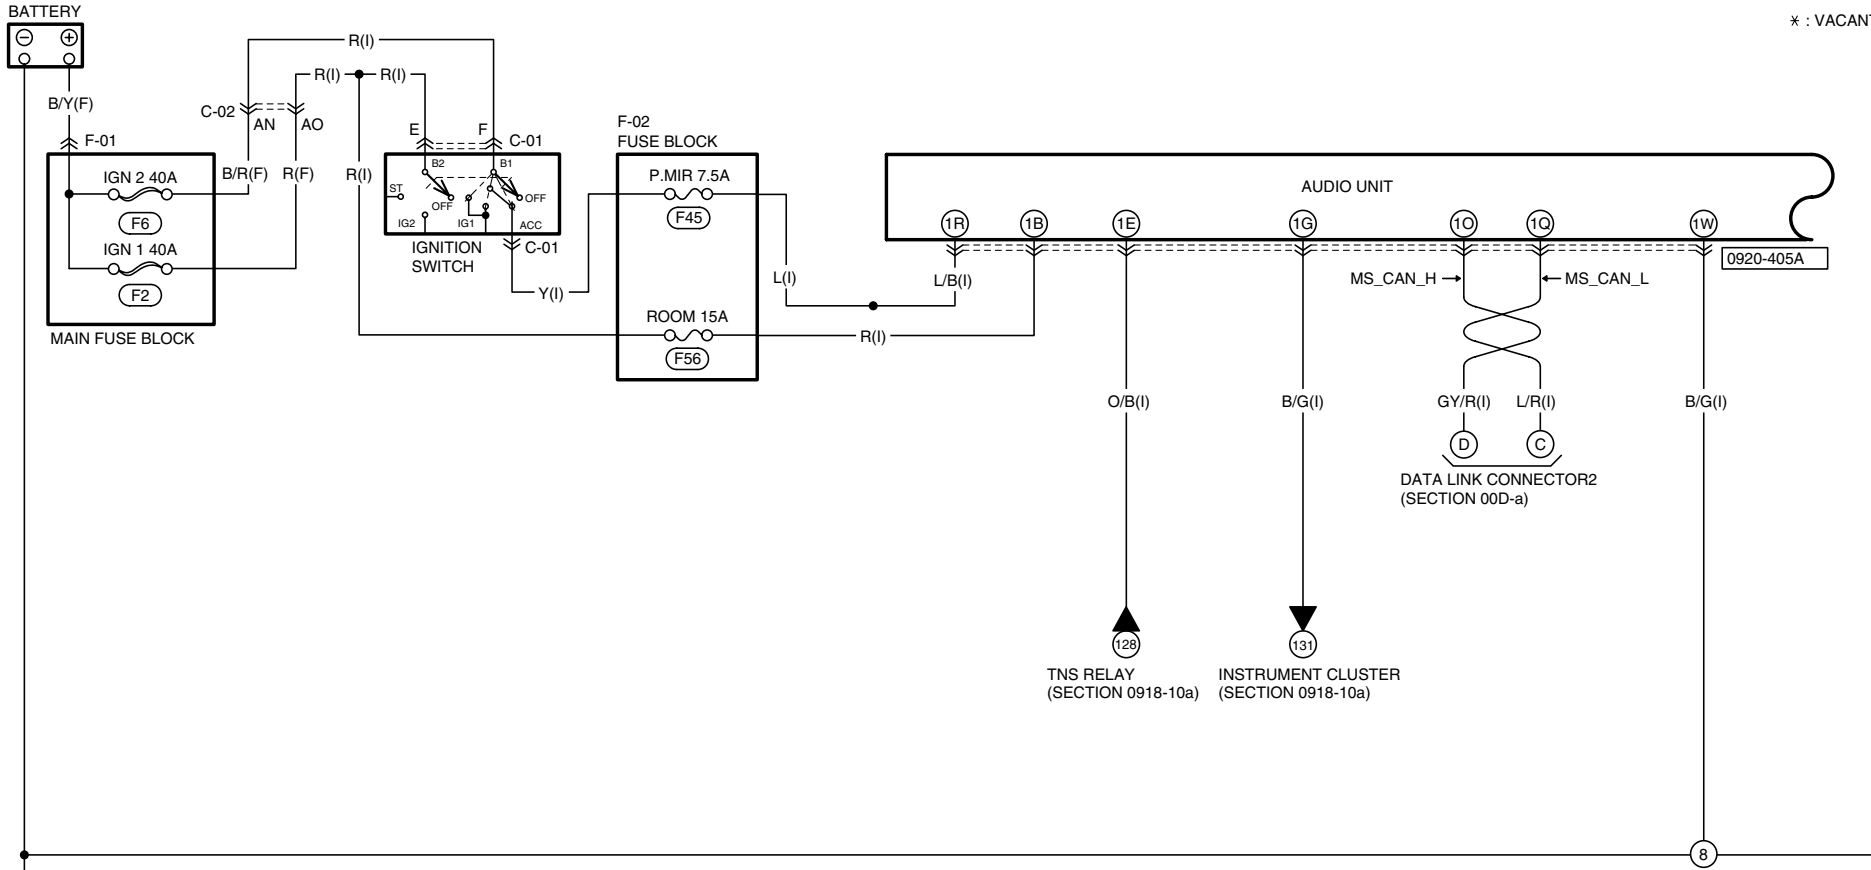 BATTERY
* : VACANT
R(I)
R(I)
R(I)
B/Y(F)
C-02
AN
AO
F-02
FUSE BLOCK
E
F
C-01
F-01
B2
B1
IGN 2 40A
B/R(F)
R(F)
R(I)
P.MIR 7.5A
AUDIO UNIT
ST
OFF
OFF
F6
F45
1R
1B
1E
1G
1O
1Q
1W
IG2
IG1
ACC
IGN 1 40A
IGNITION
SWITCH
C-01
0920-405A
F2
Y(I)
L(I)
L/B(I)
MS_CAN_H
MS_CAN_L
MAIN FUSE BLOCK
ROOM 15A
R(I)
F56
O/B(I)
B/G(I)
GY/R(I)
L/R(I)
B/G(I)
D
C
DATA LINK CONNECTOR2
(SECTION 00D-a)
128
131
TNS RELAY
(SECTION 0918-10a)
INSTRUMENT CLUSTER
(SECTION 0918-10a)
8